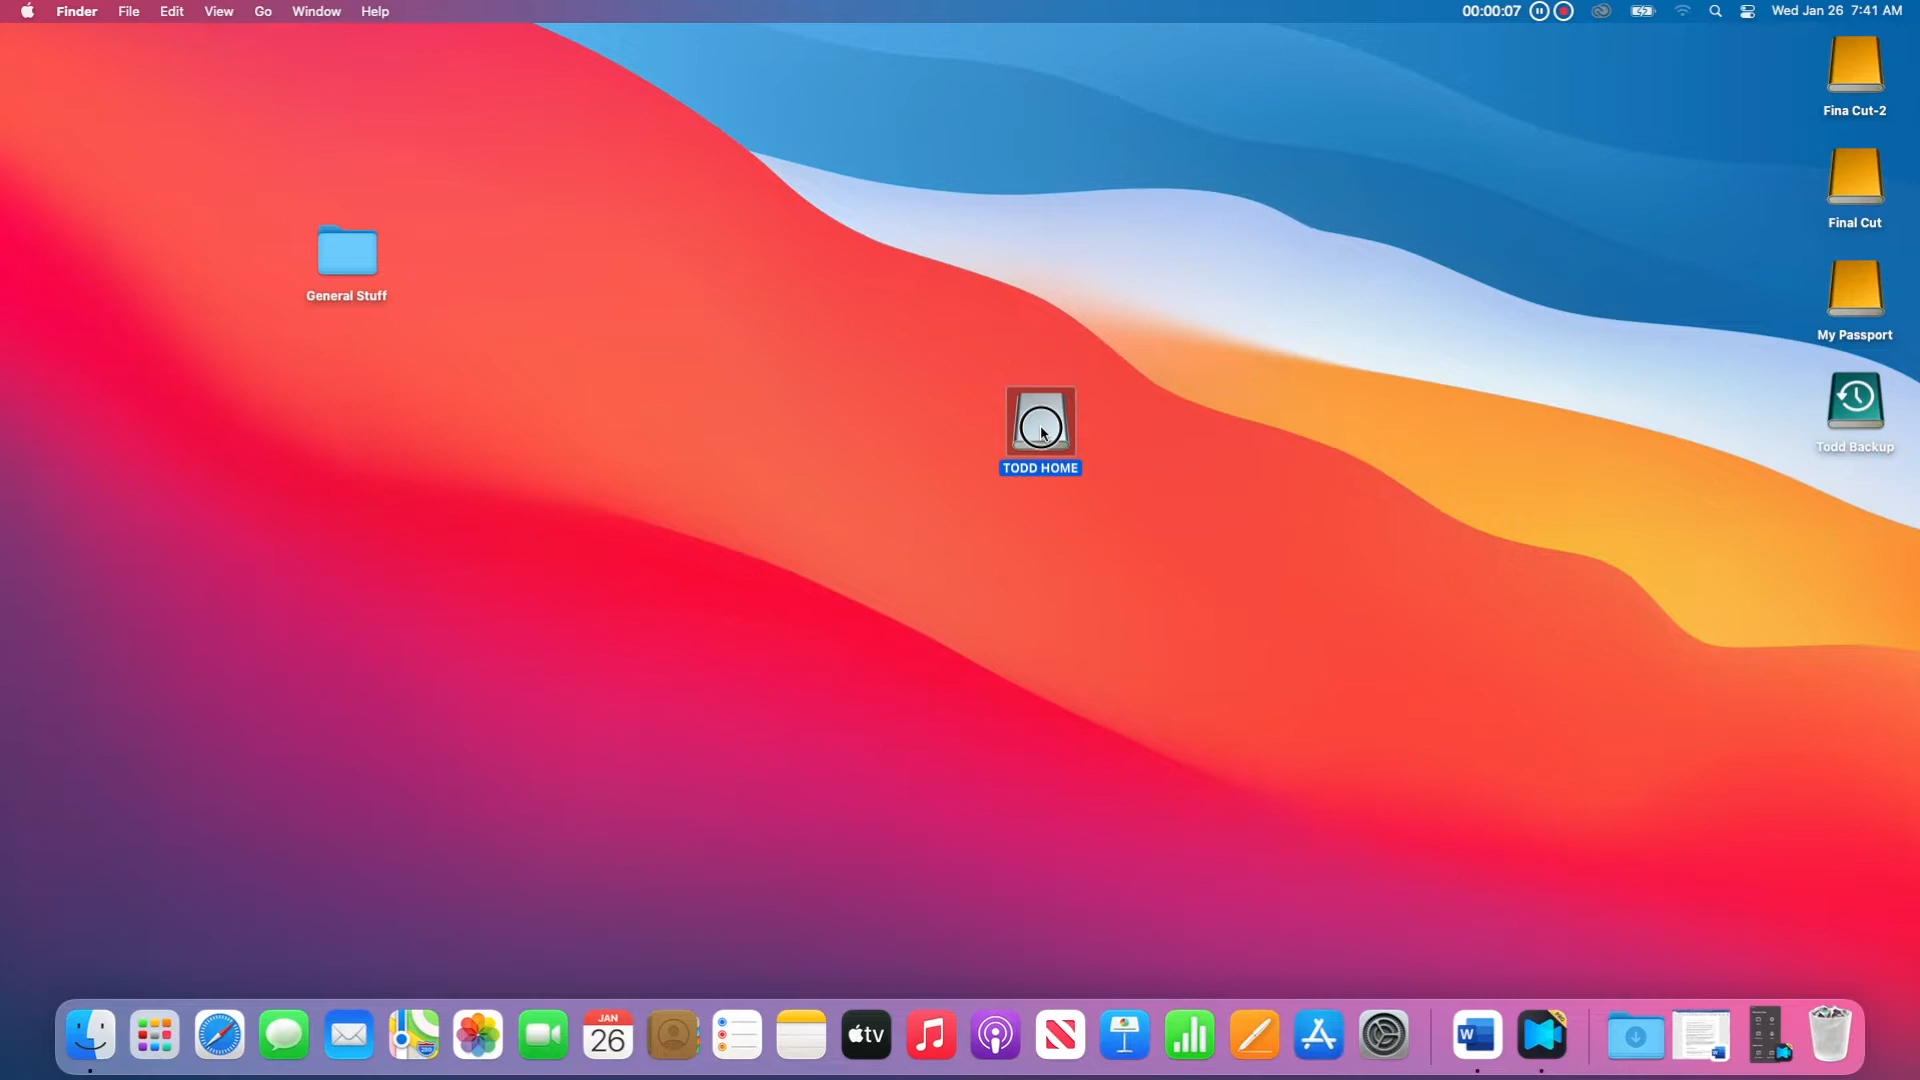 Finder File Edit View Go Window Help 00:00:07 Wed Jan 26 7:41 AM
Fina Cut-2
Final Cut
General Stuff
My Passport
Todd Backup
TODD HOME
JAN
26
tv
W
PRO